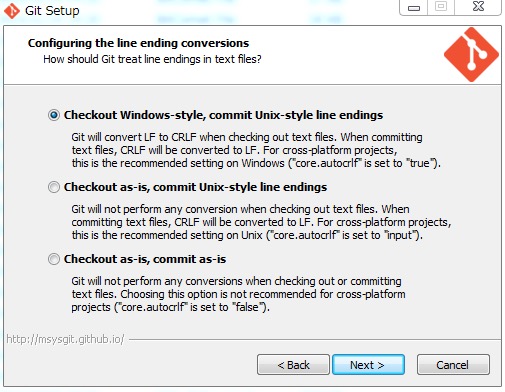 Git Setup
Configuring the line ending conversions
How should Git treat line endings in text files?
Checkout Windows-style, commit Unix-style line endings
Git will convert LF to CRLF when checking out text files. When committing
text files, CRLF will be converted to LF. For cross-platform projects,
this is the recommended setting on Windows ("core.autocrlf" is set to "true").
Checkout as-is, commit Unix-style line endings
Git will not perform any conversion when checking out text files. When
committing text files, CRLF will be converted to LF. For cross-platform projects,
this is the recommended setting on Unix ("core.autocrlf" is set to "input").
Checkout as-is, commit as-is
Git will not perform any conversions when checking out or committing
text files. Choosing this option is not recommended for cross-platform
projects ("core.autocrlf" is set to "false").
http://msysgit.github.io/
< Back
Next >
Cancel